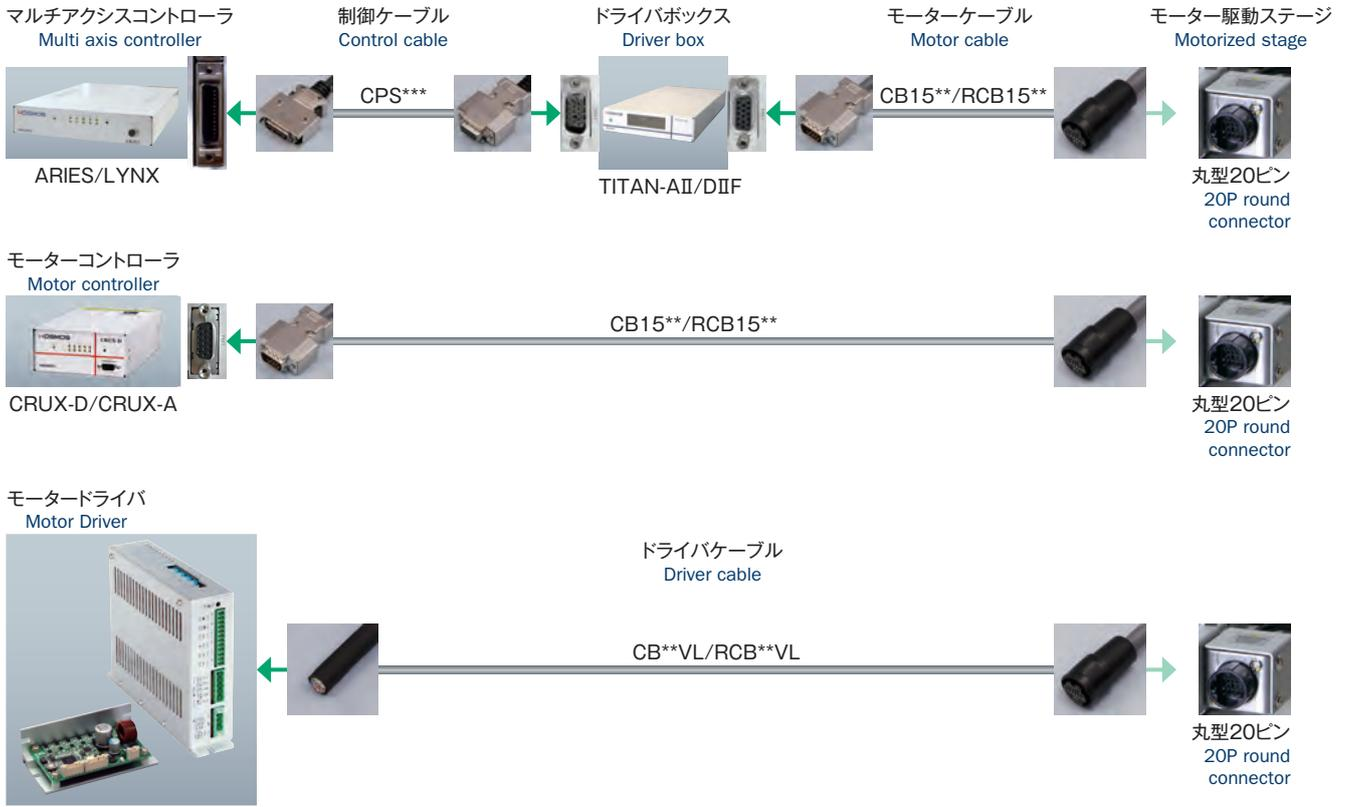 マルチアクシスコントローラ
Multi axis controller
制御ケーブル
Control cable
ドライバボックス
Driver box
モーターケーブル
Motor cable
モーター駆動ステージ
Motorized stage
CPS***
CB15**/RCB15**
ARIES/LYNX
TITAN-AⅡ/DⅡF
丸型20ピン
20P round
connector
モーターコントローラ
Motor controller
CB15**/RCB15**
CRUX-D/CRUX-A
丸型20ピン
20P round
connector
モータードライバ
Motor Driver
ドライバケーブル
Driver cable
CB**VL/RCB**VL
丸型20ピン
20P round
connector